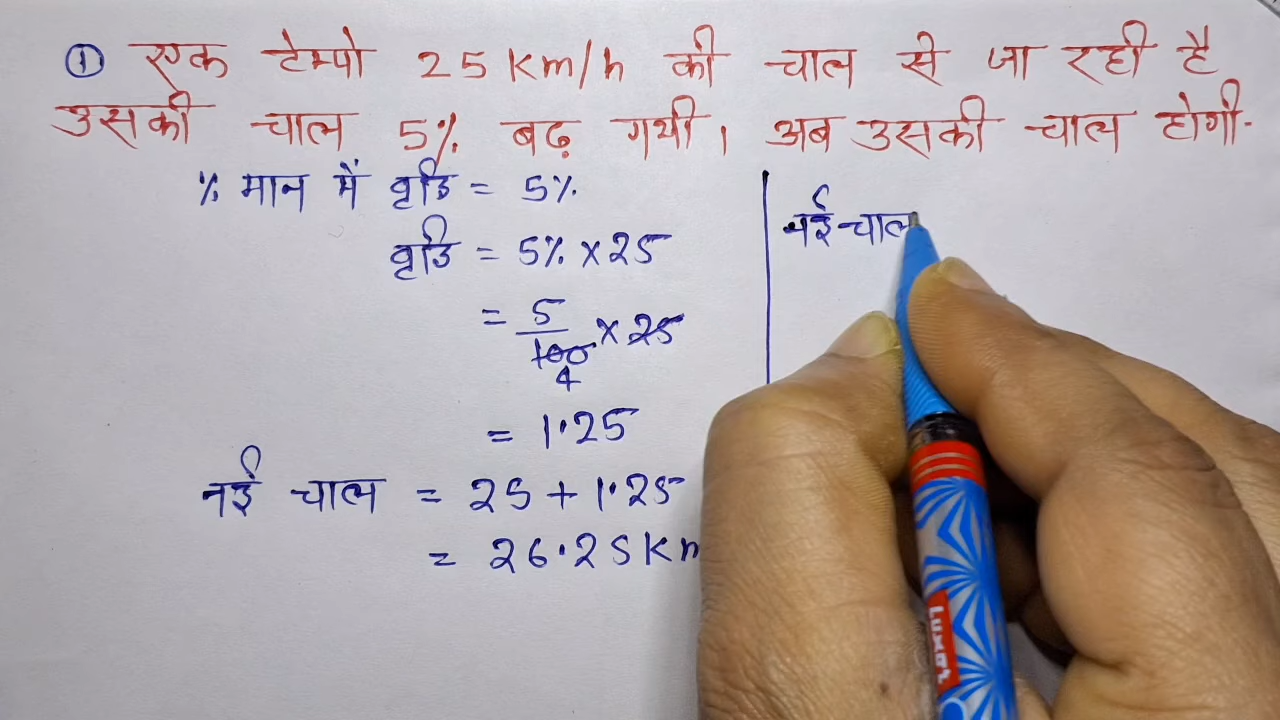 ① एक टेम्पो 25 Km/h की चाल से जा रही है
उसकी चाल 5% बढ़ गयी। अब उसकी चाल होगी-
% मान में वृद्धि = 5%
वृद्धि = 5% × 25
= 5/100 × 25
4
= 1.25
नई चाल = 25 + 1.25
= 26.25 Km
नई चाल
LUXOR